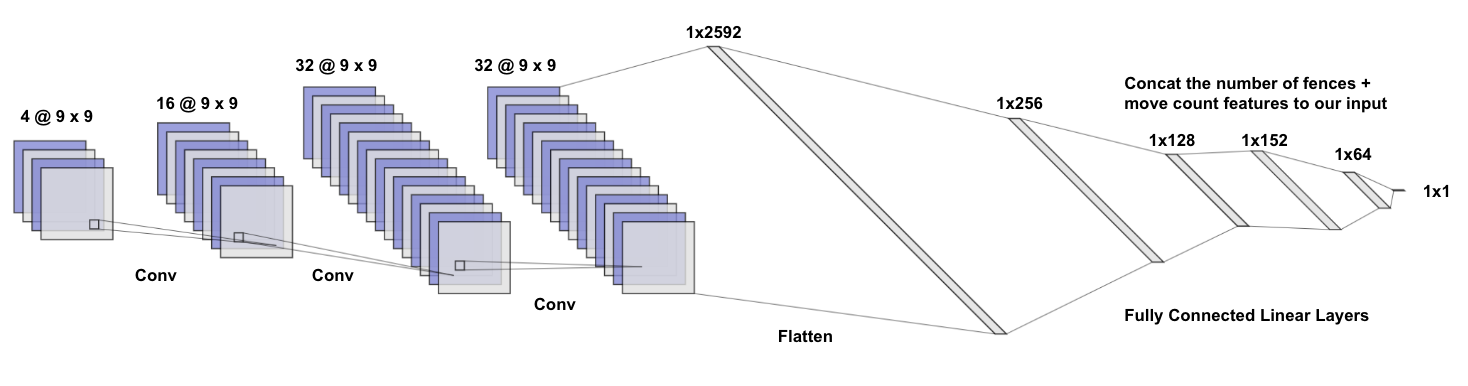 4 @ 9 x 9
16 @ 9 x 9
32 @ 9 x 9
32 @ 9 x 9
1x2592
1x256
Concat the number of fences +
move count features to our input
1x128
1x152
1x64
1x1
Conv
Conv
Conv
Flatten
Fully Connected Linear Layers